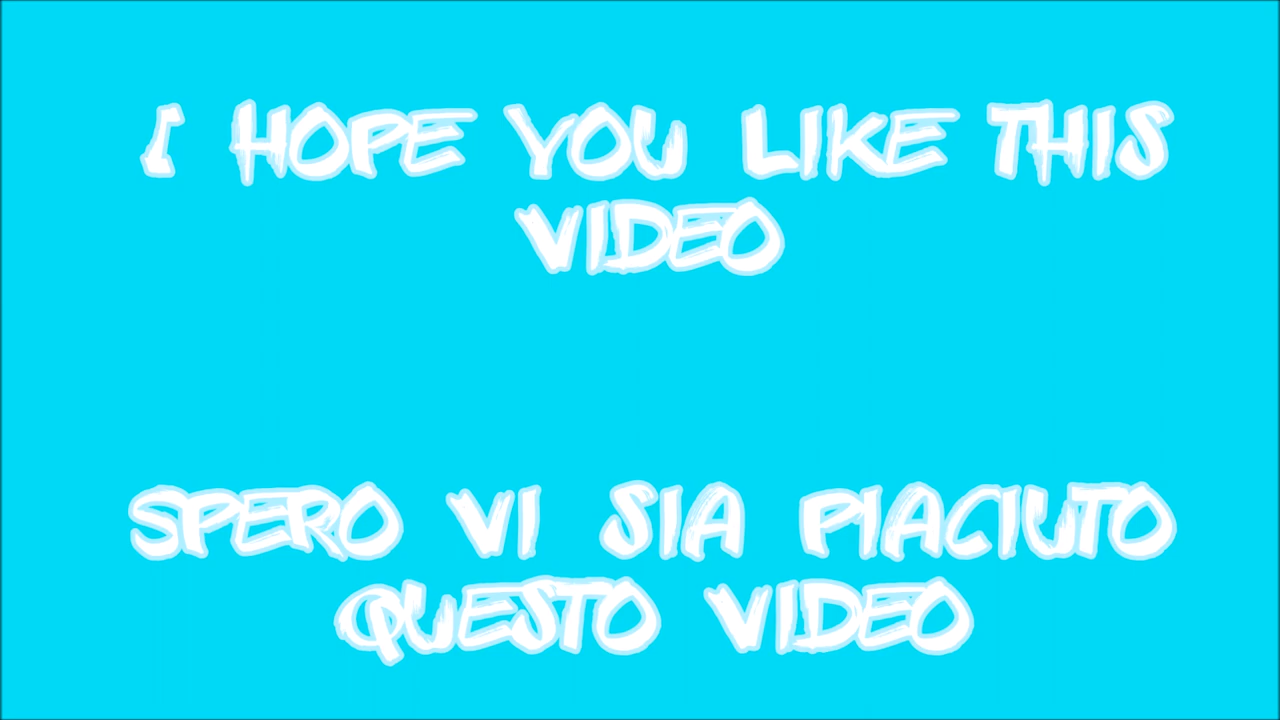 I HOPE YOU LIKE THIS
VIDEO
SPERO VI SIA PIACIUTO
QUESTO VIDEO